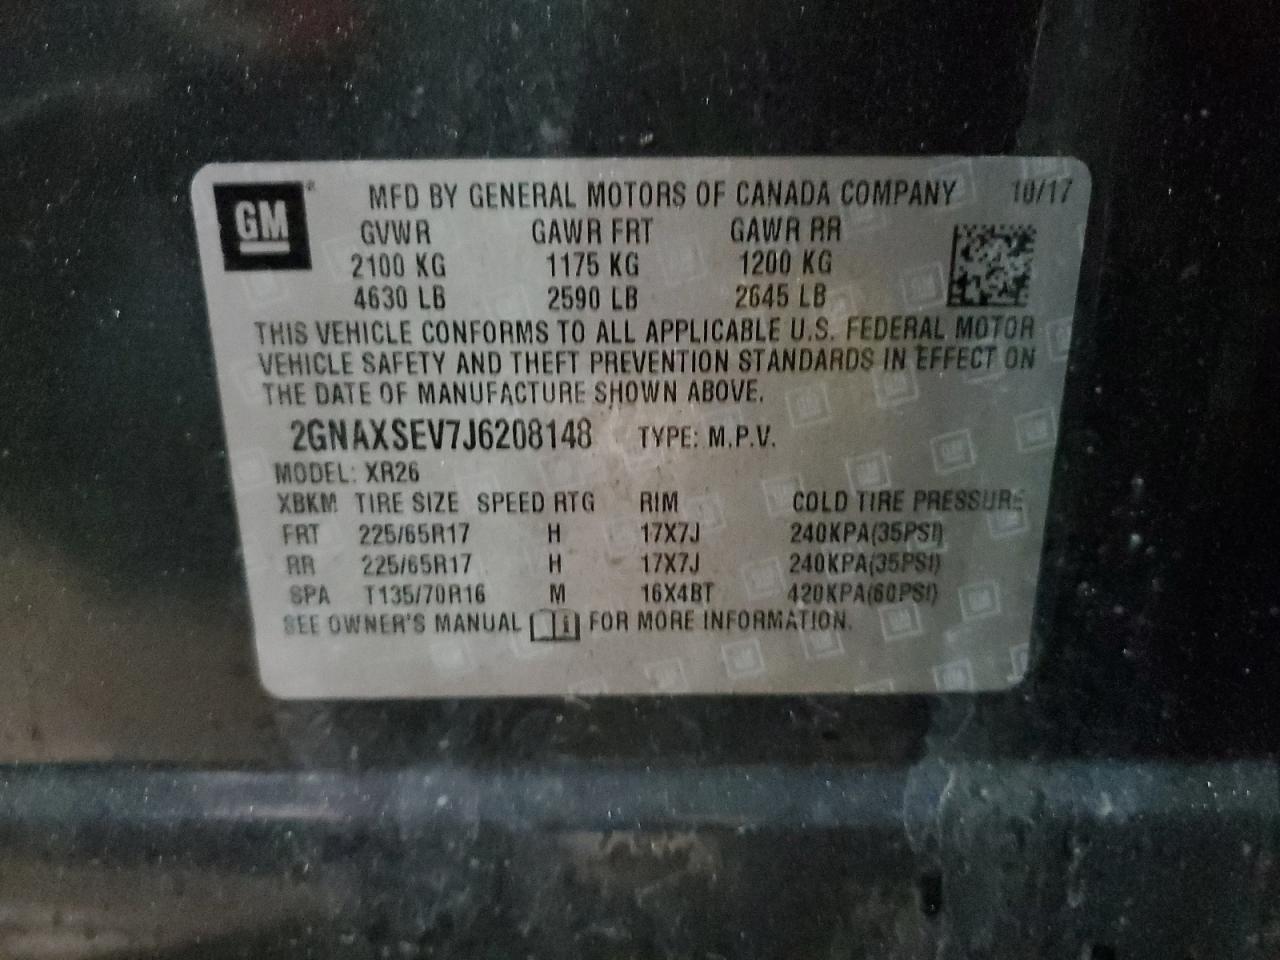 GM® MFD BY GENERAL MOTORS OF CANADA COMPANY 10/17
GVWR GAWR FRT GAWR RR
2100 KG 1175 KG 1200 KG
4630 LB 2590 LB 2645 LB
THIS VEHICLE CONFORMS TO ALL APPLICABLE U.S. FEDERAL MOTOR
VEHICLE SAFETY AND THEFT PREVENTION STANDARDS IN EFFECT ON
THE DATE OF MANUFACTURE SHOWN ABOVE.
2GNAXSEV7J6208148 TYPE: M.P.V.
MODEL: XR26
XBKM TIRE SIZE SPEED RTG RIM COLD TIRE PRESSURE
FRT 225/65R17 H 17X7J 240KPA(35PSI)
RR 225/65R17 H 17X7J 240KPA(35PSI)
SPA T135/70R16 M 16X4BT 420KPA(60PSI)
SEE OWNER'S MANUAL i FOR MORE INFORMATION.